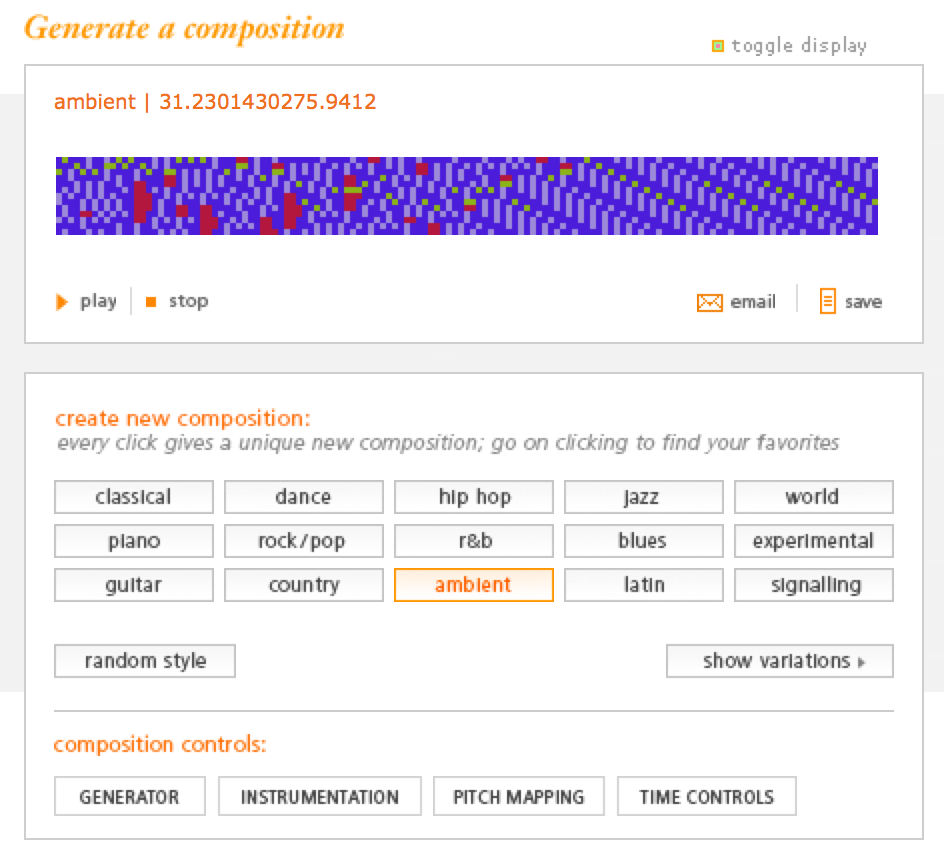 Generate a composition
toggle display
ambient | 31.2301430275.9412
play stop email save
create new composition:
every click gives a unique new composition; go on clicking to find your favorites
classical dance hip hop jazz world
piano rock/pop r&b blues experimental
guitar country ambient latin signalling
random style show variations
composition controls:
GENERATOR INSTRUMENTATION PITCH MAPPING TIME CONTROLS